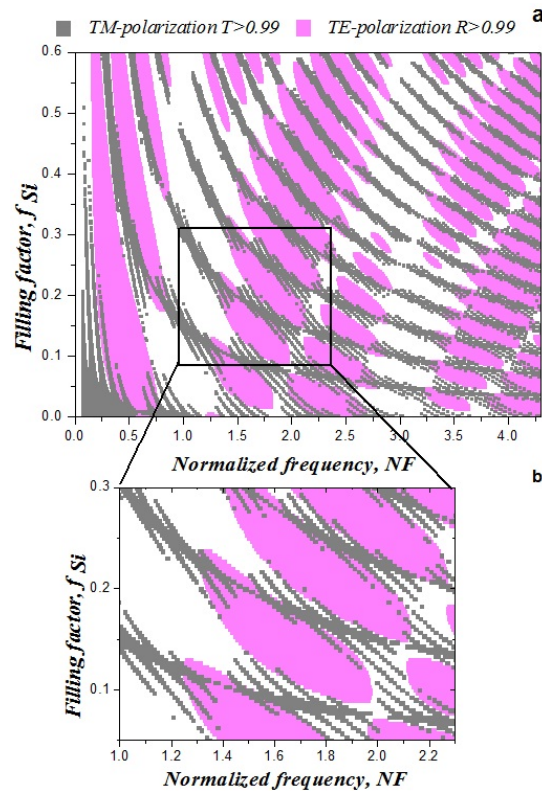 TM-polarization T>0.99 TE-polarization R>0.99
a
0.6
0.5
0.4
0.3
0.2
0.1
0.0
Filling factor, f Si
0.0 0.5 1.0 1.5 2.0 2.5 3.0 3.5 4.0
Normalized frequency, NF
b
0.3
0.2
0.1
Filling factor, f Si
1.0 1.2 1.4 1.6 1.8 2.0 2.2
Normalized frequency, NF